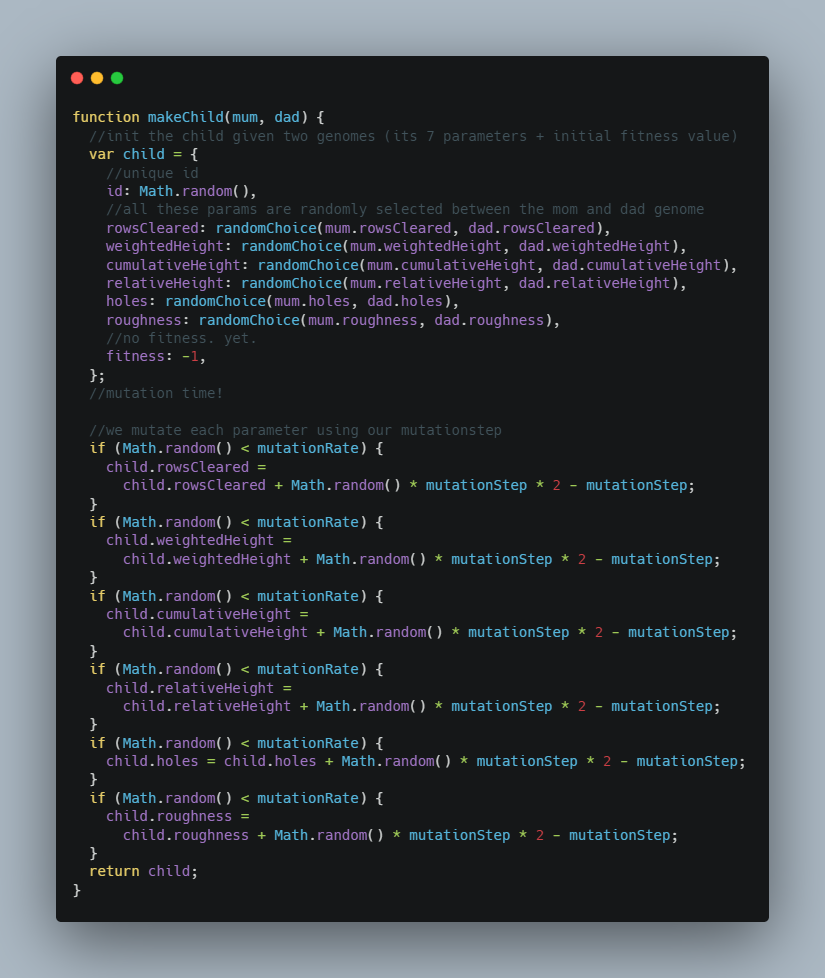 function makeChild(mum, dad) {
  //init the child given two genomes (its 7 parameters + initial fitness value)
  var child = {
    //unique id
    id: Math.random(),
    //all these params are randomly selected between the mom and dad genome
    rowsCleared: randomChoice(mum.rowsCleared, dad.rowsCleared),
    weightedHeight: randomChoice(mum.weightedHeight, dad.weightedHeight),
    cumulativeHeight: randomChoice(mum.cumulativeHeight, dad.cumulativeHeight),
    relativeHeight: randomChoice(mum.relativeHeight, dad.relativeHeight),
    holes: randomChoice(mum.holes, dad.holes),
    roughness: randomChoice(mum.roughness, dad.roughness),
    //no fitness. yet.
    fitness: -1,
  };
  //mutation time!

  //we mutate each parameter using our mutationstep
  if (Math.random() < mutationRate) {
    child.rowsCleared =
      child.rowsCleared + Math.random() * mutationStep * 2 - mutationStep;
  }
  if (Math.random() < mutationRate) {
    child.weightedHeight =
      child.weightedHeight + Math.random() * mutationStep * 2 - mutationStep;
  }
  if (Math.random() < mutationRate) {
    child.cumulativeHeight =
      child.cumulativeHeight + Math.random() * mutationStep * 2 - mutationStep;
  }
  if (Math.random() < mutationRate) {
    child.relativeHeight =
      child.relativeHeight + Math.random() * mutationStep * 2 - mutationStep;
  }
  if (Math.random() < mutationRate) {
    child.holes = child.holes + Math.random() * mutationStep * 2 - mutationStep;
  }
  if (Math.random() < mutationRate) {
    child.roughness =
      child.roughness + Math.random() * mutationStep * 2 - mutationStep;
  }
  return child;
}